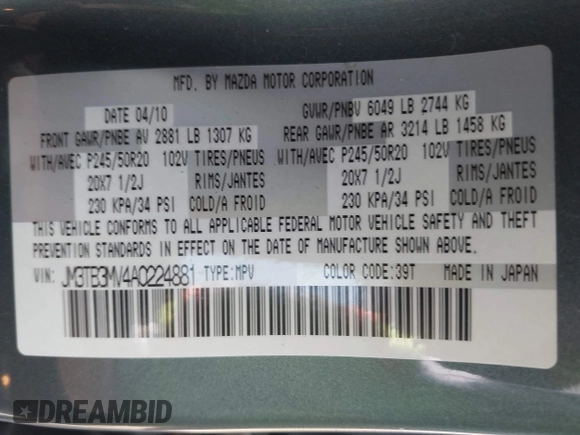 MFD. BY MAZDA MOTOR CORPORATION
DATE 04/10 GVWR/PNBV 6049 LB 2744 KG
FRONT GAWR/PNBE AV 2881 LB 1307 KG REAR GAWR/PNBE AR 3214 LB 1458 KG
WITH/AVEC P245/50R20 102V TIRES/PNEUS WITH/AVEC P245/50R20 102V TIRES/PNEUS
20X7 1/2J RIMS/JANTES 20X7 1/2J RIMS/JANTES
230 KPA/34 PSI COLD/A FROID 230 KPA/34 PSI COLD/A FROID
THIS VEHICLE CONFORMS TO ALL APPLICABLE FEDERAL MOTOR VEHICLE SAFETY AND THEFT
PREVENTION STANDARDS IN EFFECT ON THE DATE OF MANUFACTURE SHOWN ABOVE.
VIN: JM3TB3MV4A0224881 TYPE:MPV COLOR CODE:39T MADE IN JAPAN
DREAMBID